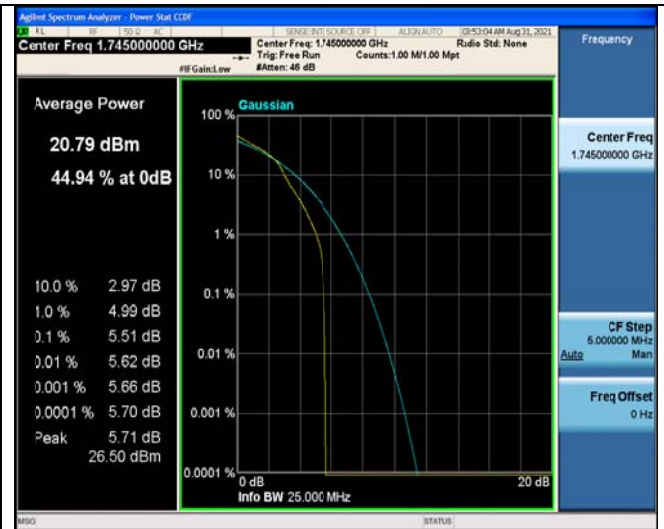 Agilent Spectrum Analyzer - Power Stat CCDF
RL RF 50 Ω AC SENSE:INT SOURCE OFF ALIGN AUTO 03:53:04 AM Aug 31, 2021
Center Freq 1.745000000 GHz
Center Freq: 1.745000000 GHz Radio Std: None
Trig: Free Run Counts:1.00 M/1.00 Mpt
#IFGain:Low #Atten: 46 dB
Frequency
Average Power
20.79 dBm
44.94 % at 0dB
10.0 % 2.97 dB
1.0 % 4.99 dB
0.1 % 5.51 dB
0.01 % 5.62 dB
0.001 % 5.66 dB
0.0001 % 5.70 dB
Peak 5.71 dB
26.50 dBm
Gaussian
100 %
10 %
1 %
0.1 %
0.01 %
0.001 %
0.0001 %
0 dB 20 dB
Info BW 25.000 MHz
Center Freq
1.745000000 GHz
CF Step
5.000000 MHz
Auto Man
Freq Offset
0 Hz
MSG STATUS